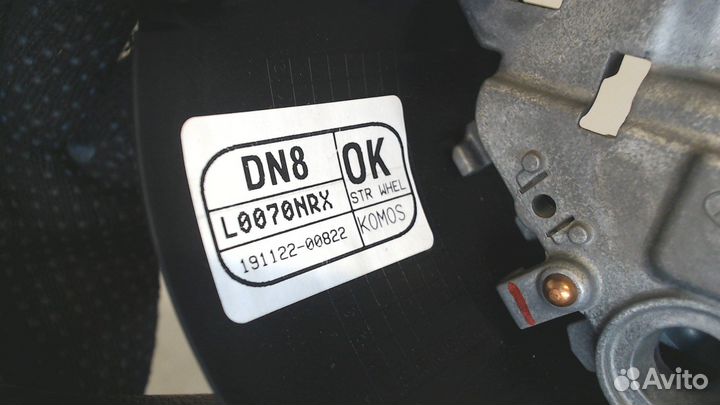 DN8
OK
L0070NRX
STR WHEL
191122-00822
KOMOS
Avito